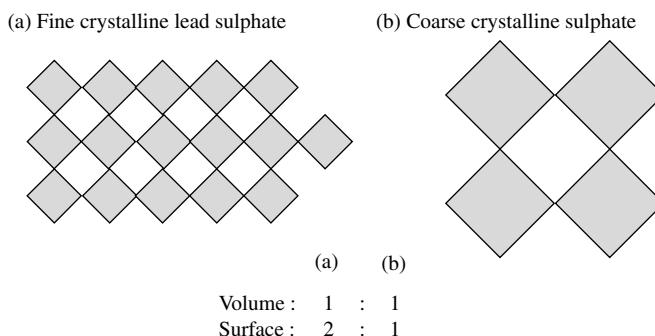 (a) Fine crystalline lead sulphate
(b) Coarse crystalline sulphate
(a) (b)
Volume : 1 : 1
Surface : 2 : 1